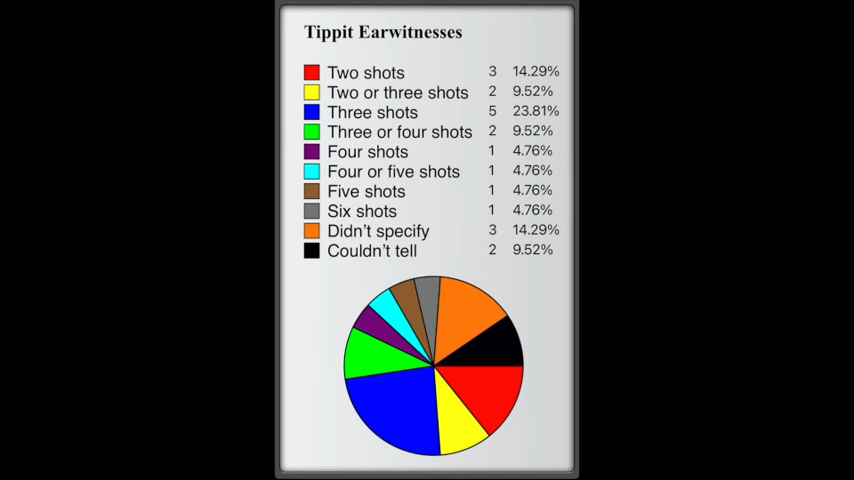 Tippit Earwitnesses
Two shots 3 14.29%
Two or three shots 2 9.52%
Three shots 5 23.81%
Three or four shots 2 9.52%
Four shots 1 4.76%
Four or five shots 1 4.76%
Five shots 1 4.76%
Six shots 1 4.76%
Didn't specify 3 14.29%
Couldn't tell 2 9.52%